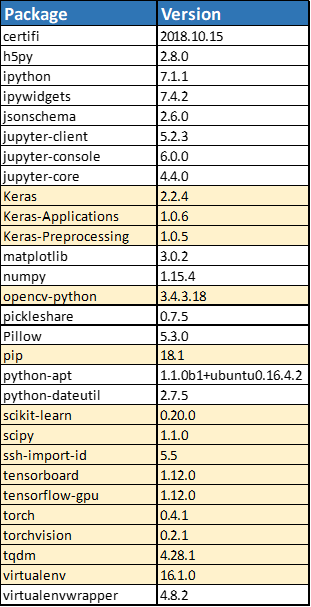 Package Version
certifi 2018.10.15
h5py 2.8.0
ipython 7.1.1
ipywidgets 7.4.2
jsonschema 2.6.0
jupyter-client 5.2.3
jupyter-console 6.0.0
jupyter-core 4.4.0
Keras 2.2.4
Keras-Applications 1.0.6
Keras-Preprocessing 1.0.5
matplotlib 3.0.2
numpy 1.15.4
opencv-python 3.4.3.18
pickleshare 0.7.5
Pillow 5.3.0
pip 18.1
python-apt 1.1.0b1+ubuntu0.16.4.2
python-dateutil 2.7.5
scikit-learn 0.20.0
scipy 1.1.0
ssh-import-id 5.5
tensorboard 1.12.0
tensorflow-gpu 1.12.0
torch 0.4.1
torchvision 0.2.1
tqdm 4.28.1
virtualenv 16.1.0
virtualenvwrapper 4.8.2